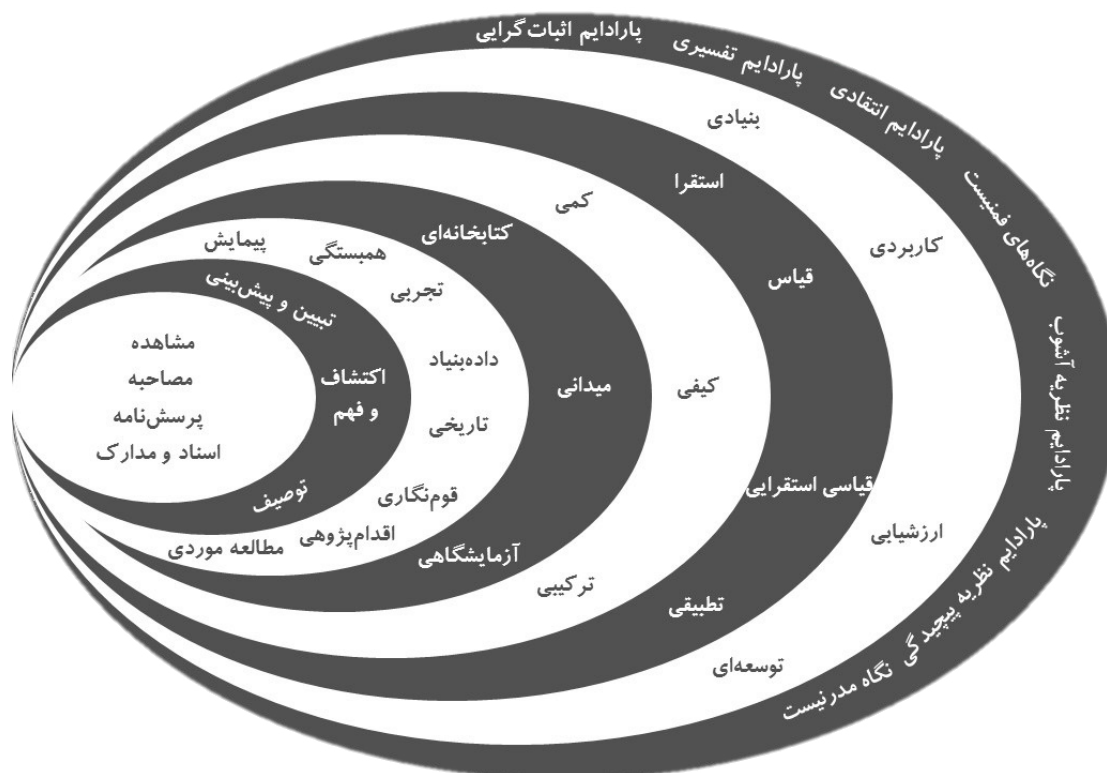 پارادایم اثبات‌گرایی
پارادایم تفسیری
پارادایم انتقادی
نگاه‌های فمنیست
پارادایم نظریه آشوب
پارادایم نظریه پیچیدگی
نگاه مدرنیست
بنیادی
کاربردی
ارزشیابی
توسعه‌ای
استقرا
قیاس
قیاسی استقرایی
تطبیقی
کمی
کیفی
ترکیبی
کتابخانه‌ای
میدانی
آزمایشگاهی
پیمایش
همبستگی
تجربی
داده‌بنیاد
تاریخی
قوم‌نگاری
اقدام‌پژوهی
مطالعه موردی
تبیین و پیش‌بینی
اکتشاف
و فهم
توصیف
مشاهده
مصاحبه
پرسش‌نامه
اسناد و مدارک